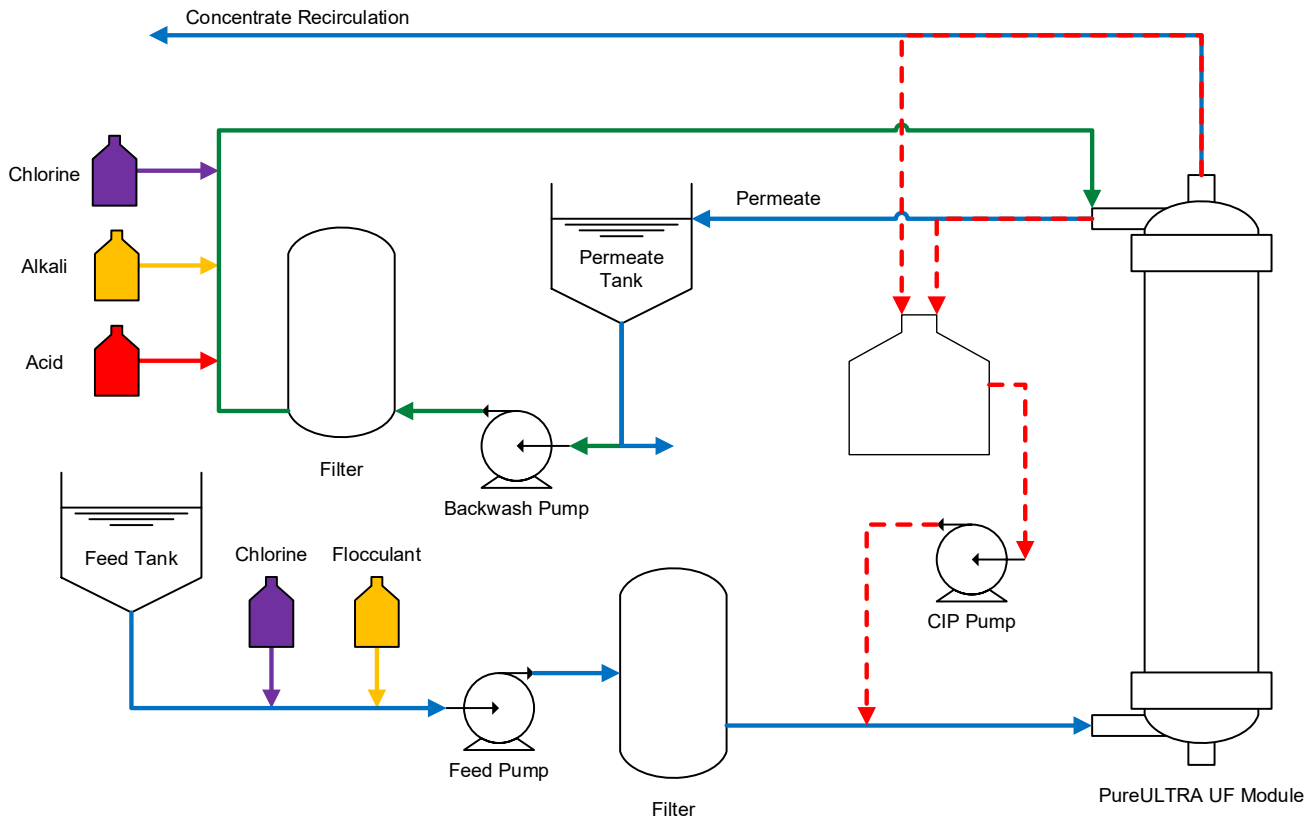 Concentrate Recirculation
Chlorine
Permeate
Alkali
Permeate
Tank
Acid
Filter
Backwash Pump
Feed Tank
Chlorine
Flocculant
CIP Pump
Feed Pump
Filter
PureULTRA UF Module